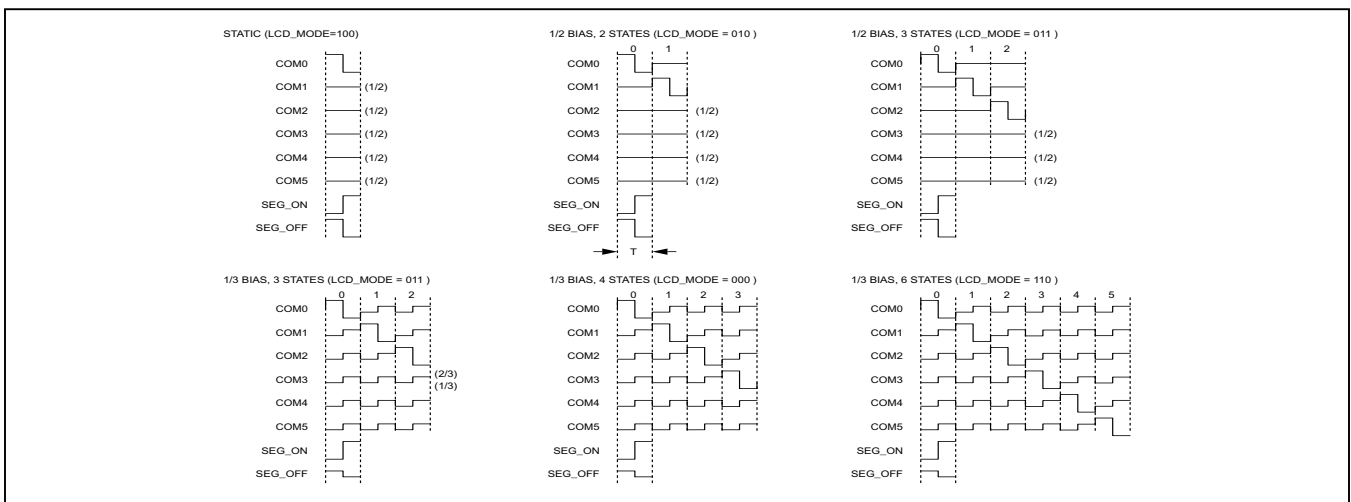 STATIC (LCD_MODE=100)
COM0
COM1 (1/2)
COM2 (1/2)
COM3 (1/2)
COM4 (1/2)
COM5 (1/2)
SEG_ON
SEG_OFF
1/2 BIAS, 2 STATES (LCD_MODE = 010 )
0 1
COM0
COM1
COM2 (1/2)
COM3 (1/2)
COM4 (1/2)
COM5 (1/2)
SEG_ON
SEG_OFF
T
1/2 BIAS, 3 STATES (LCD_MODE = 011 )
0 1 2
COM0
COM1
COM2
COM3 (1/2)
COM4 (1/2)
COM5 (1/2)
SEG_ON
SEG_OFF
1/3 BIAS, 3 STATES (LCD_MODE = 011 )
0 1 2
COM0
COM1
COM2
(2/3)
COM3
(1/3)
COM4
COM5
SEG_ON
SEG_OFF
1/3 BIAS, 4 STATES (LCD_MODE = 000 )
0 1 2 3
COM0
COM1
COM2
COM3
COM4
COM5
SEG_ON
SEG_OFF
1/3 BIAS, 6 STATES (LCD_MODE = 110 )
0 1 2 3 4 5
COM0
COM1
COM2
COM3
COM4
COM5
SEG_ON
SEG_OFF